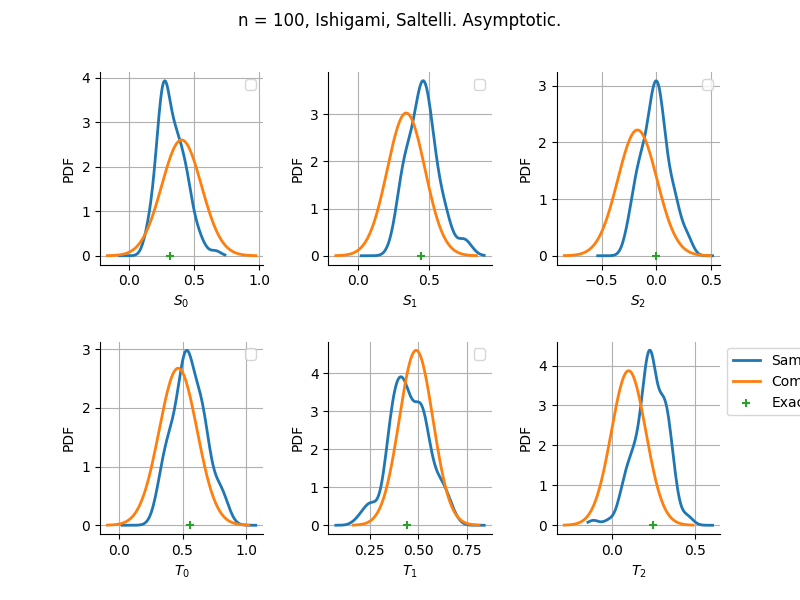 n = 100, Ishigami, Saltelli. Asymptotic.
4
3
2
1
0
PDF
0.0
0.5
1.0
S₀
3
2
1
0
PDF
0.0
0.5
S₁
3
2
1
0
PDF
−0.5
0.0
0.5
S₂
3
2
1
0
PDF
0.0
0.5
1.0
T₀
4
3
2
1
0
PDF
0.25
0.50
0.75
T₁
4
3
2
1
0
PDF
0.0
0.5
T₂
Sam
Com
Exac